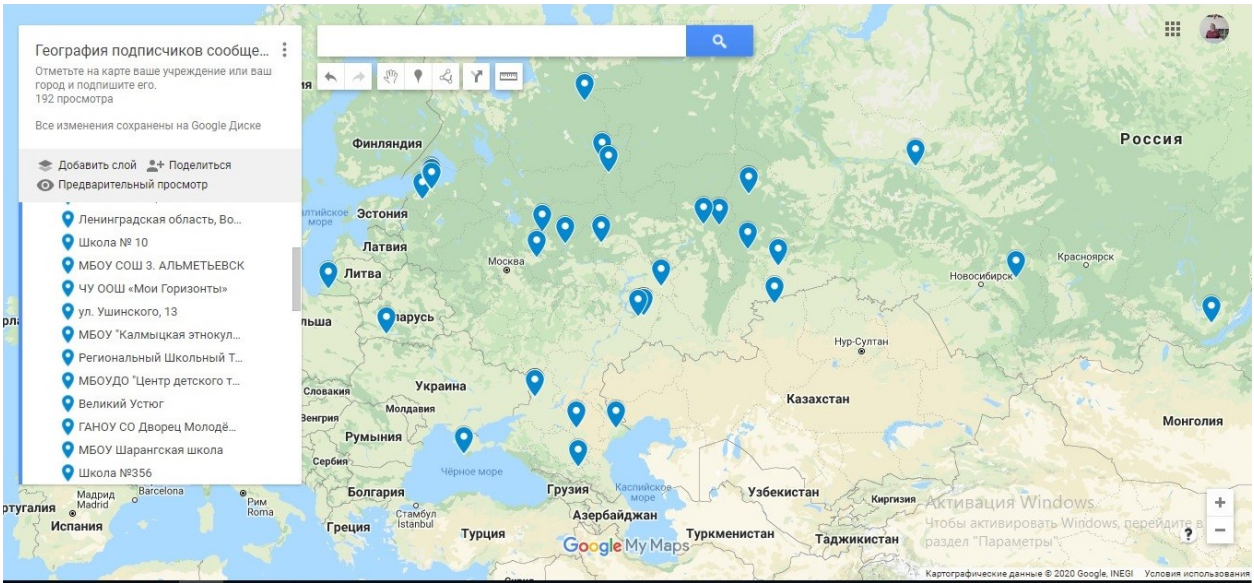 География подписчиков сообще...
Отметьте на карте ваше учреждение или ваш
город и подпишите его.
192 просмотра
Все изменения сохранены на Google Диске
Добавить слой
Поделиться
Предварительный просмотр
Ленинградская область, Во...
Школа № 10
МБОУ СОШ 3. АЛЬМЕТЬЕВСК
ЧУ ООШ «Мои Горизонты»
ул. Ушинского, 13
МБОУ "Калмыцкая этнокул...
Региональный Школьный Т...
МБОУДО "Центр детского т...
Великий Устюг
ГАНОУ СО Дворец Молодё...
МБОУ Шарангская школа
Школа №356
Финляндия
Россия
Эстония
море
Латвия
Москва
Литва
Красноярск
Новосибирск
Нур-Султан
Украина
Казахстан
Словакия
Молдавия
Венгрия
Монголия
Румыния
Сербия
Чёрное море
Болгария
Грузия
Каспийское
море
Узбекистан
Киргизия
Мадрид
Madrid
Barcelona
Рим
Roma
Стамбул
Istanbul
Азербайджан
Испания
Греция
Турция
Туркменистан
Таджикистан
Google My Maps
Активация Windows
Чтобы активировать Windows, перейдите в
раздел "Параметры".
+
−
?
Картографические данные © 2020 Google, INEGI
Условия использования